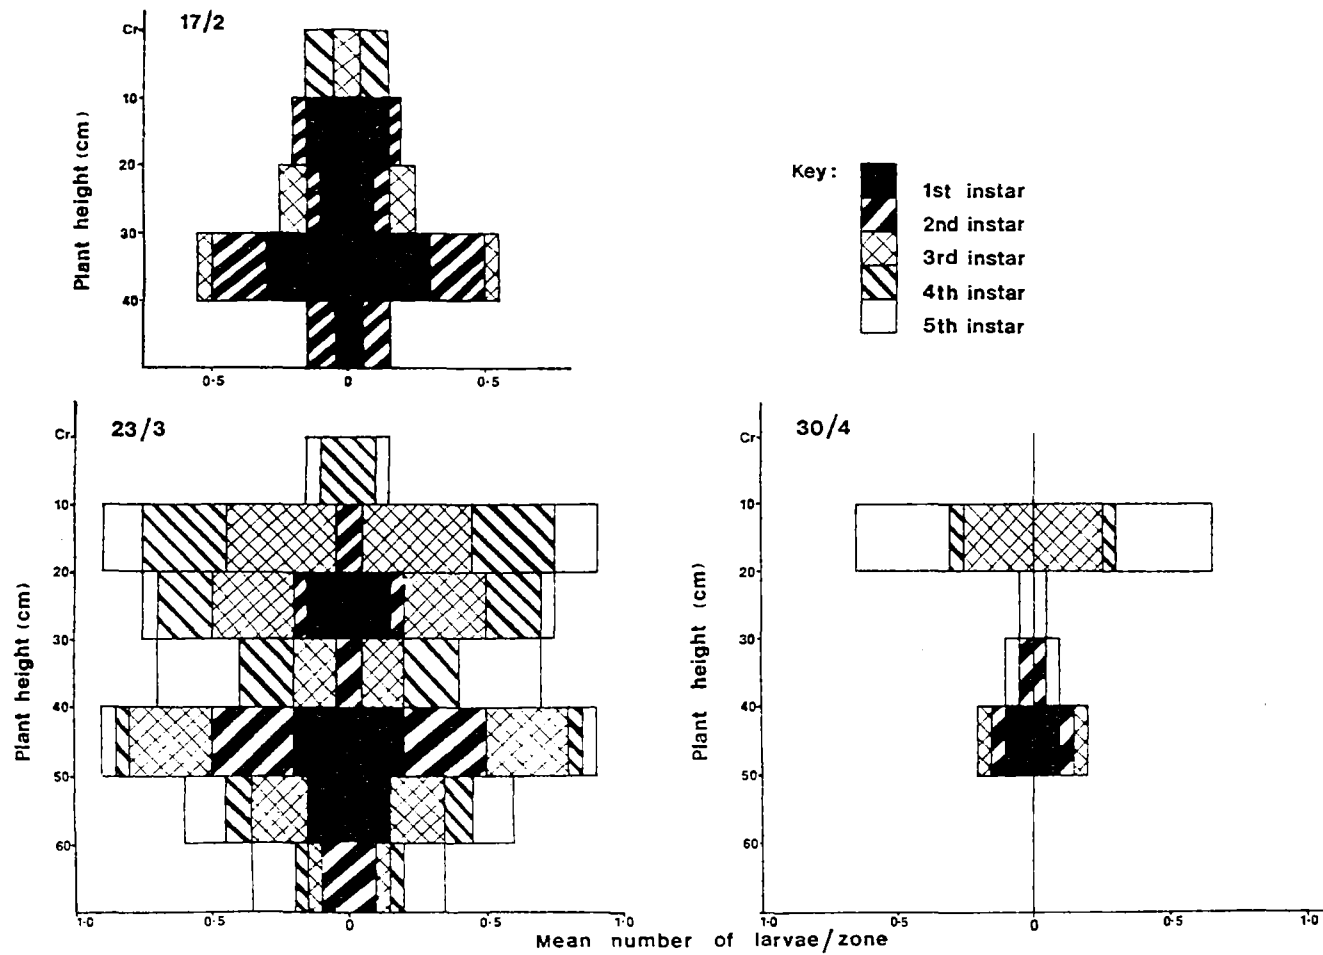 17/2
Cr
10
20
30
40
Plant height (cm)
0·5 0 0·5
Key:
1st instar
2nd instar
3rd instar
4th instar
5th instar
23/3
Cr
10
20
30
40
50
60
Plant height (cm)
1·0 0·5 0 0·5 1·0
30/4
Cr
10
20
30
40
50
60
Plant height (cm)
1·0 0·5 0 0·5 1·0
Mean number of larvae/zone